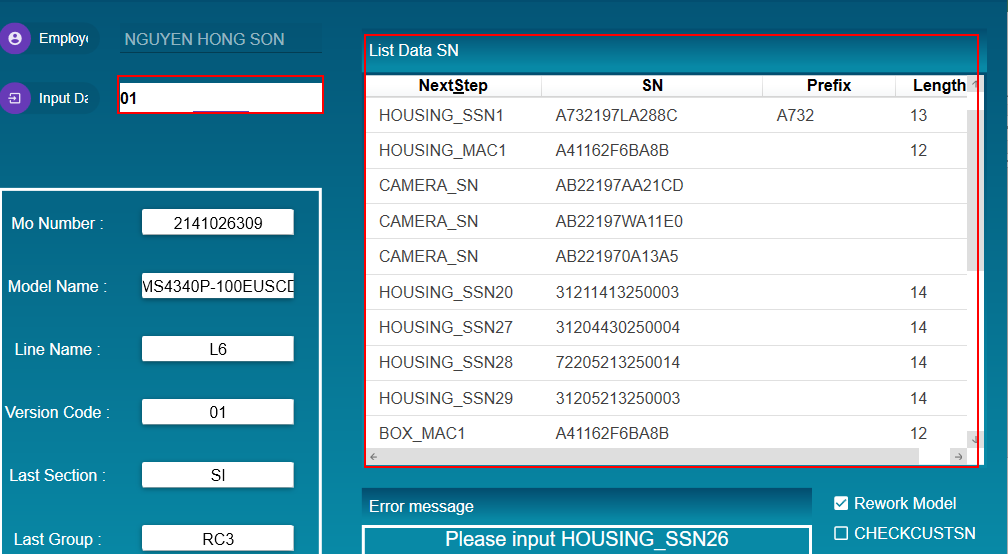 Employe NGUYEN HONG SON
Input Da 01
Mo Number : 2141026309
Model Name : MS4340P-100EUSCD
Line Name : L6
Version Code : 01
Last Section : SI
Last Group : RC3
List Data SN
NextStep SN Prefix Length
HOUSING_SSN1 A732197LA288C A732 13
HOUSING_MAC1 A41162F6BA8B 12
CAMERA_SN AB22197AA21CD
CAMERA_SN AB22197WA11E0
CAMERA_SN AB221970A13A5
HOUSING_SSN20 31211413250003 14
HOUSING_SSN27 31204430250004 14
HOUSING_SSN28 72205213250014 14
HOUSING_SSN29 31205213250003 14
BOX_MAC1 A41162F6BA8B 12
Error message
Please input HOUSING_SSN26
Rework Model
CHECKCUSTSN